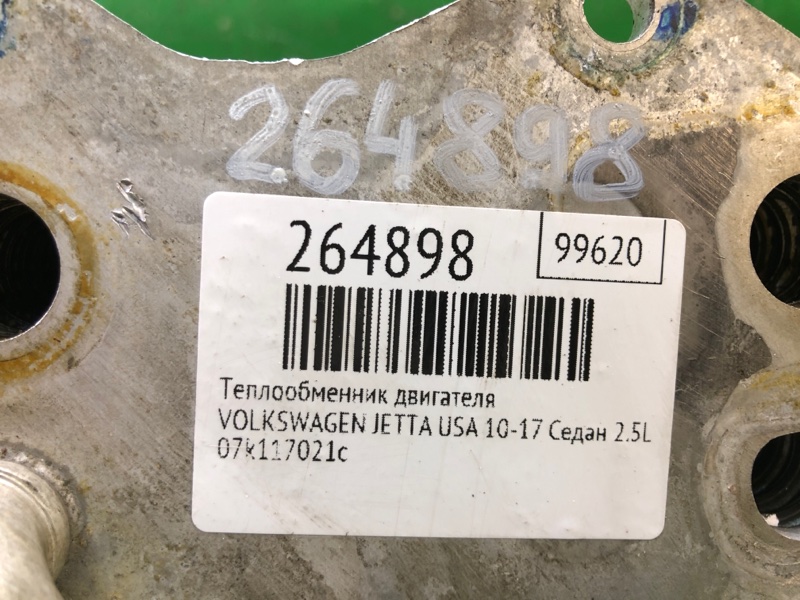 264898
264898
99620
Теплообменник двигателя
VOLKSWAGEN JETTA USA 10-17 Седан 2.5L
07k117021c